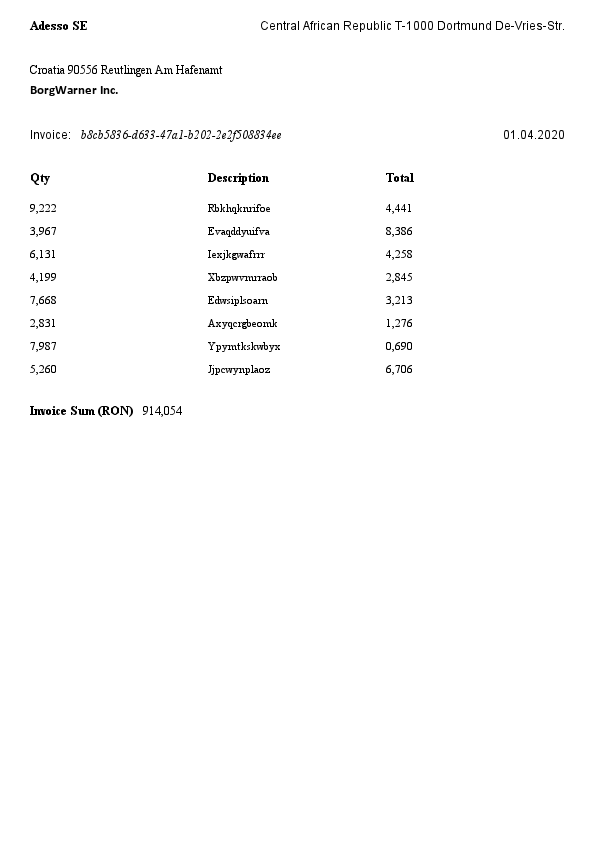 Adesso SE Central African Republic T-1000 Dortmund De-Vries-Str.
Croatia 90556 Reutlingen Am Hafenamt
BorgWarner Inc.
Invoice: b8cb5836-d633-47a1-b202-2e2f508834ee 01.04.2020
Qty Description Total
9,222 Rbkhqknrifoe 4,441
3,967 Evaqddyuifva 8,386
6,131 Iexjkgwafrrr 4,258
4,199 Xbzpwvmrraob 2,845
7,668 Edwsiplsoarn 3,213
2,831 Axyqcrgbeomk 1,276
7,987 Ypymtkskwbyx 0,690
5,260 Jjpcwynplaoz 6,706
Invoice Sum (RON) 914,054